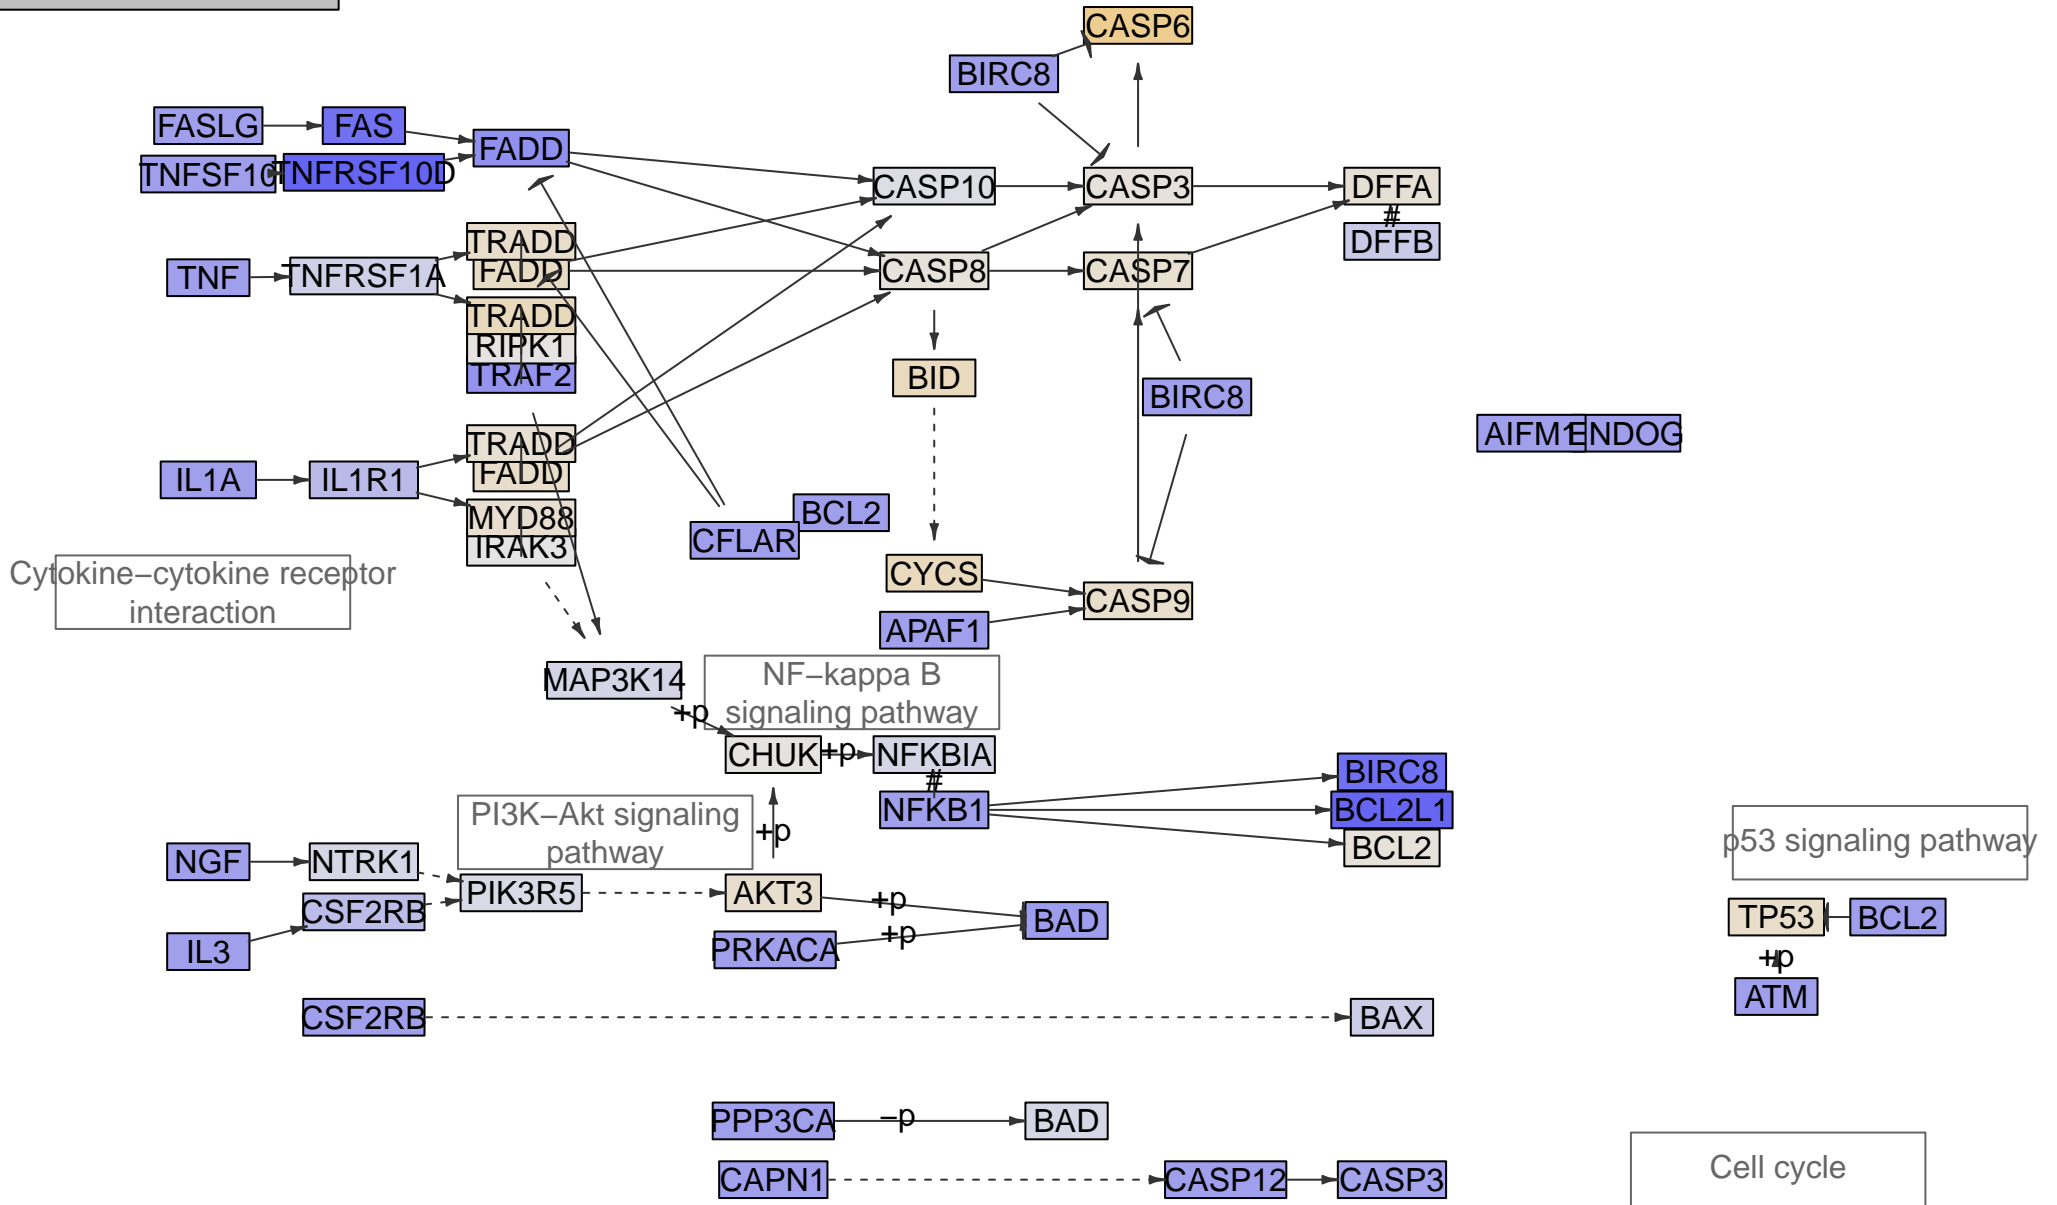 CASP6
BIRC8
FASLG
FAS
FADD
TNFSF10
TNFRSF10D
CASP10
CASP3
DFFA
#
DFFB
TRADD
FADD
TNF
TNFRSF1A
CASP8
CASP7
TRADD
RIPK1
TRAF2
BID
BIRC8
AIFM1
ENDOG
TRADD
FADD
IL1A
IL1R1
MYD88
IRAK3
BCL2
CFLAR
Cytokine−cytokine receptor
interaction
CYCS
CASP9
APAF1
MAP3K14
NF−kappa B
signaling pathway
+p
CHUK
+p
NFKBIA
#
NFKB1
BIRC8
BCL2L1
BCL2
PI3K−Akt signaling
pathway
+p
p53 signaling pathway
NGF
NTRK1
CSF2RB
PIK3R5
AKT3
+p
BAD
TP53
BCL2
IL3
PRKACA
+p
+p
ATM
CSF2RB
BAX
PPP3CA
−p
BAD
CAPN1
CASP12
CASP3
Cell cycle